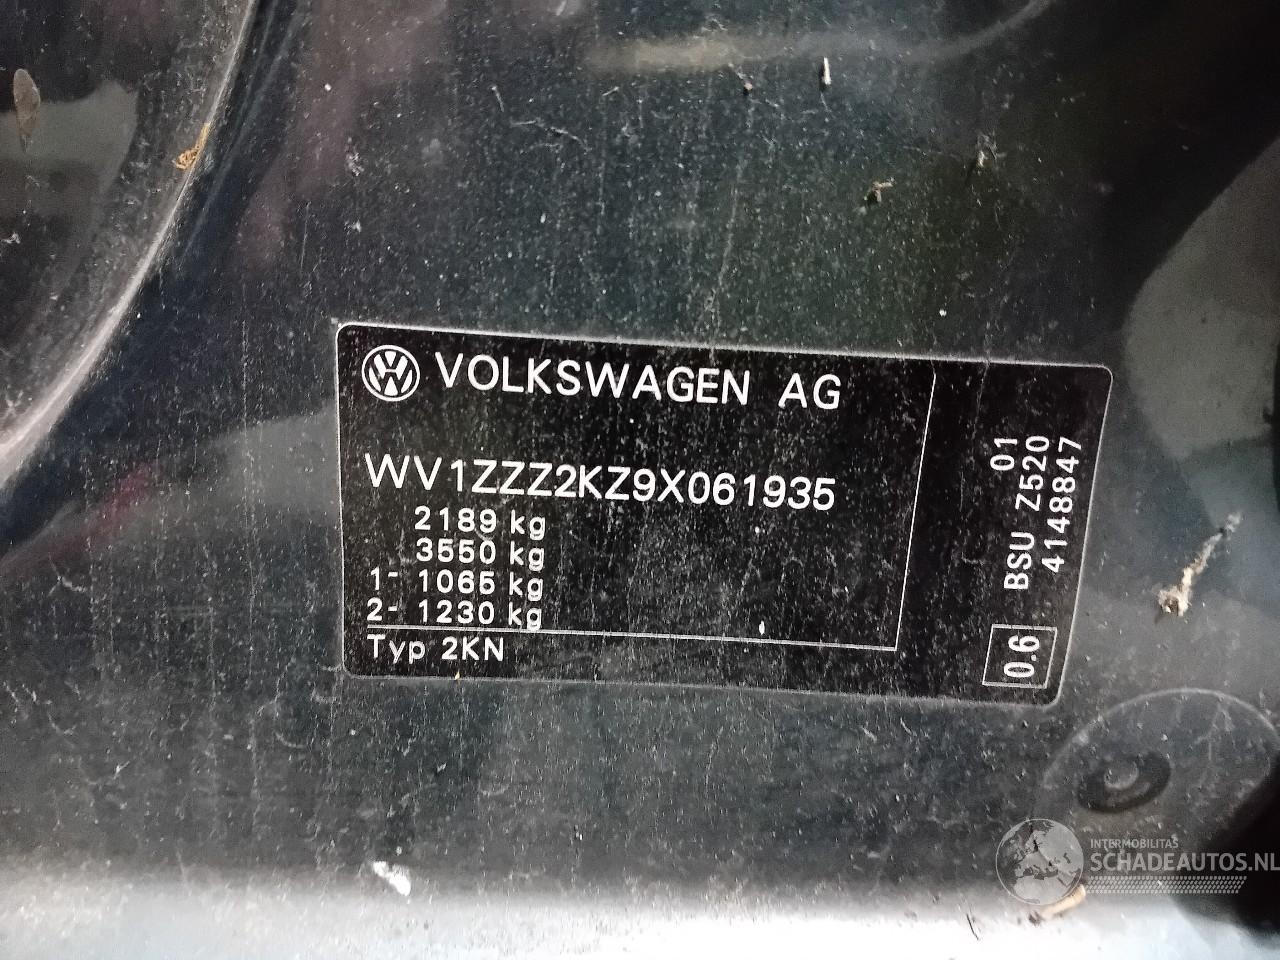 VOLKSWAGEN AG
WV1ZZZ2KZ9X061935
2189 kg
3550 kg
1- 1065 kg
2- 1230 kg
Typ 2KN
01
BSU Z520
4148847
0.6
INTERMOBILITAS
SCHADEAUTOS.NL